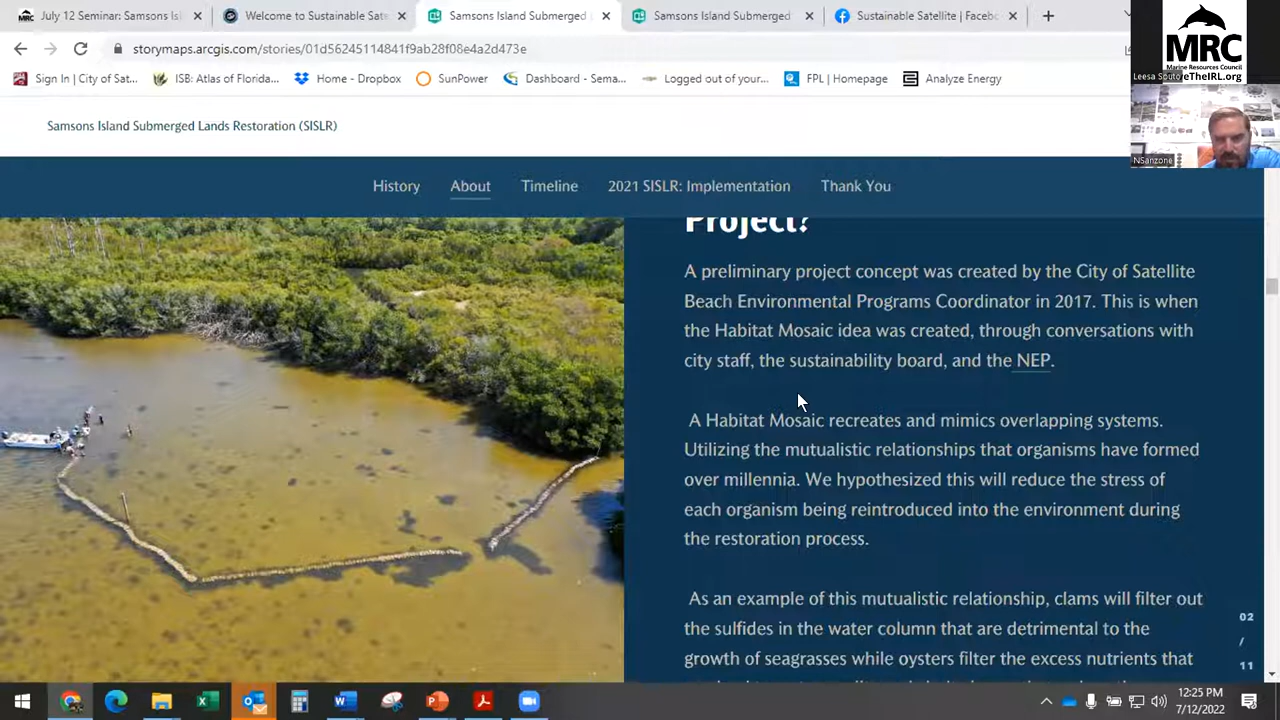 July 12 Seminar: Samsons Isl
Welcome to Sustainable Sate
Samsons Island Submerged
Samsons Island Submerged
Sustainable Satellite | Facebo
storymaps.arcgis.com/stories/01d56245114841f9ab28f08e4a2d473e
Sign In | City of Sat...
ISB: Atlas of Florida...
Home - Dropbox
SunPower
Dashboard - Sema...
Logged out of your...
FPL | Homepage
Analyze Energy
MRC
Marine Resources Council
Leesa Souto
eTheIRL.org
NSanzone
Samsons Island Submerged Lands Restoration (SISLR)
History
About
Timeline
2021 SISLR: Implementation
Thank You
Project?
A preliminary project concept was created by the City of Satellite
Beach Environmental Programs Coordinator in 2017. This is when
the Habitat Mosaic idea was created, through conversations with
city staff, the sustainability board, and the NEP.
A Habitat Mosaic recreates and mimics overlapping systems.
Utilizing the mutualistic relationships that organisms have formed
over millennia. We hypothesized this will reduce the stress of
each organism being reintroduced into the environment during
the restoration process.
As an example of this mutualistic relationship, clams will filter out
the sulfides in the water column that are detrimental to the
growth of seagrasses while oysters filter the excess nutrients that
02
/
11
12:25 PM
7/12/2022